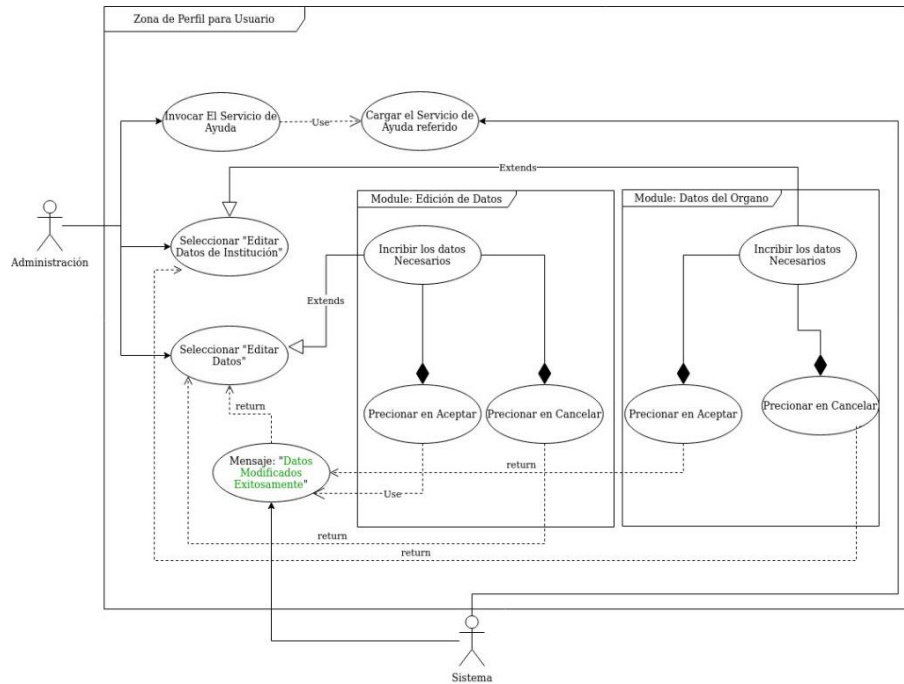 Zona de Perfil para Usuario
Invocar El Servicio de
Ayuda
Use
Cargar el Servicio de
Ayuda referido
Extends
Module: Edición de Datos
Module: Datos del Organo
Administración
Seleccionar "Editar
Datos de Institución"
Incribir los datos
Necesarios
Incribir los datos
Necesarios
Extends
Seleccionar "Editar
Datos"
return
Precionar en Aceptar
Precionar en Cancelar
Precionar en Aceptar
Precionar en Cancelar
Mensaje: "Datos
Modificados
Exitosamente"
return
Use
return
return
Sistema